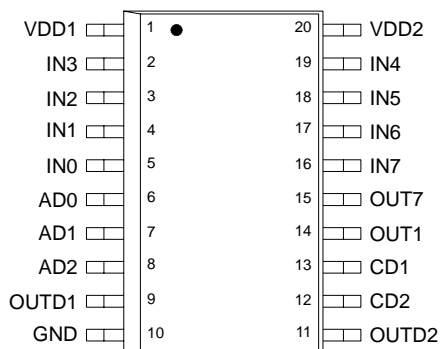 VDD1 1 20 VDD2
IN3 2 19 IN4
IN2 3 18 IN5
IN1 4 17 IN6
IN0 5 16 IN7
AD0 6 15 OUT7
AD1 7 14 OUT1
AD2 8 13 CD1
OUTD1 9 12 CD2
GND 10 11 OUTD2